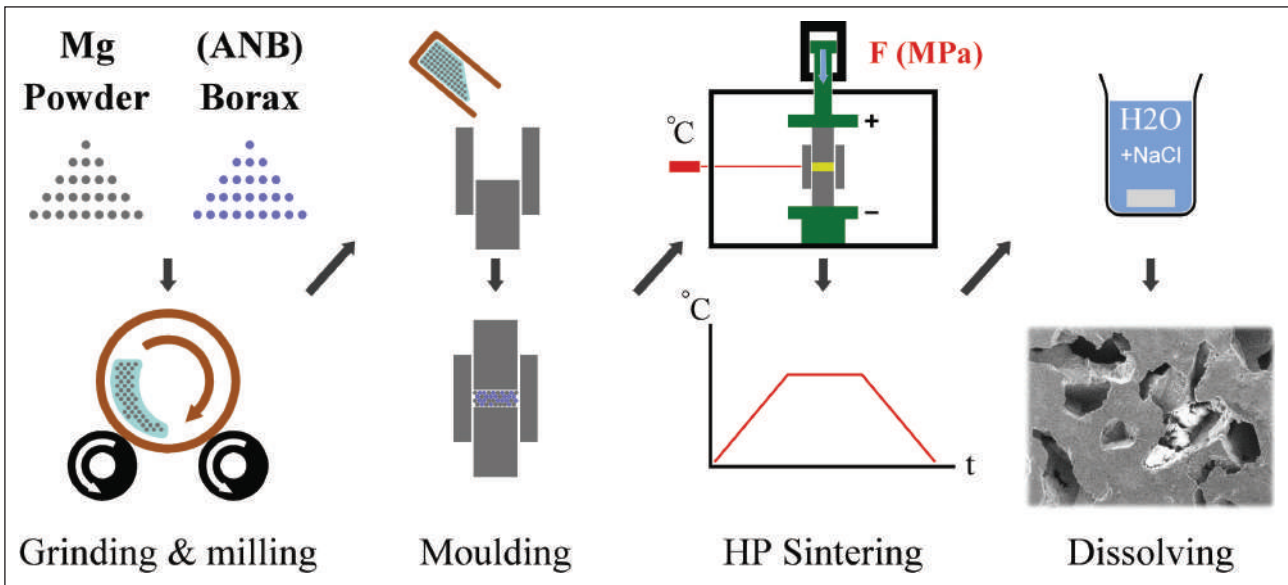 Mg
Powder
(ANB)
Borax
Grinding & milling
Moulding
F (MPa)
°C
+
−
°C
t
HP Sintering
H2O
+NaCl
Dissolving